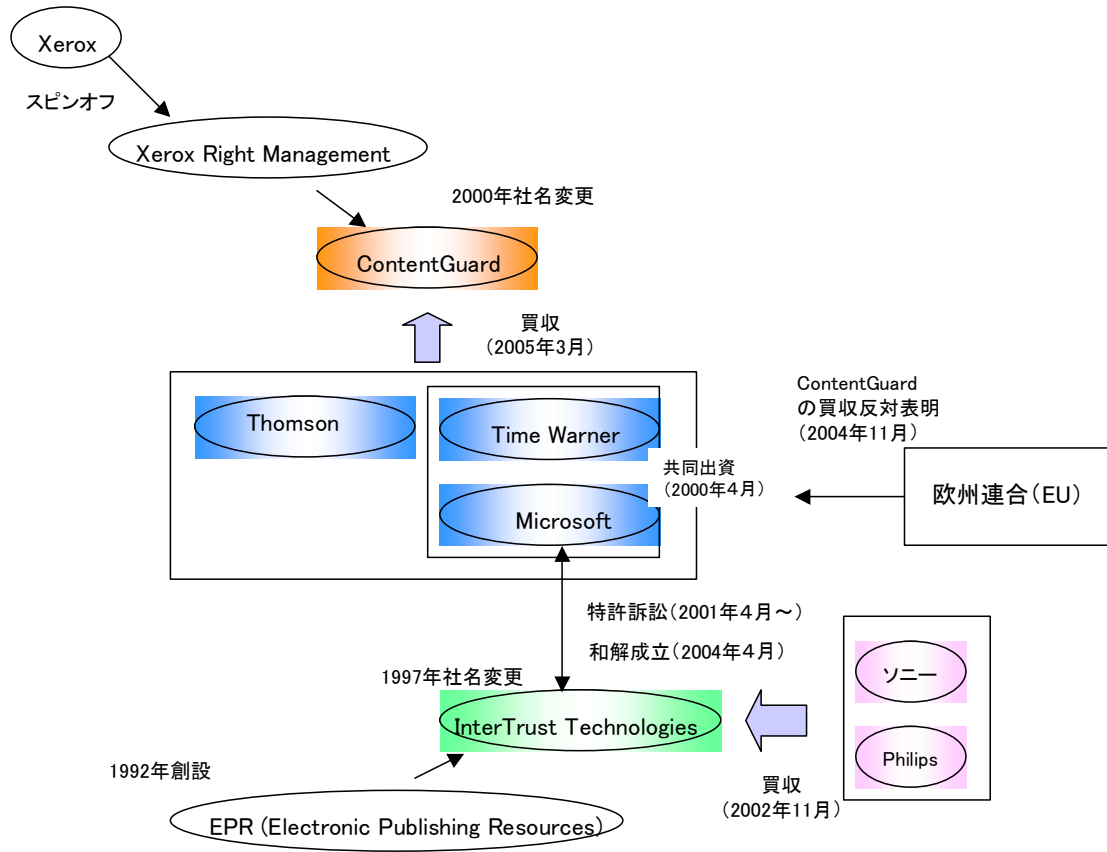 Xerox
スピンオフ
Xerox Right Management
2000年社名変更
ContentGuard
買収
(2005年3月)
Thomson
Time Warner
共同出資
(2000年4月)
Microsoft
ContentGuard
の買収反対表明
(2004年11月)
欧州連合(EU)
特許訴訟(2001年4月～)
和解成立(2004年4月)
1997年社名変更
InterTrust Technologies
ソニー
Philips
買収
(2002年11月)
1992年創設
EPR (Electronic Publishing Resources)